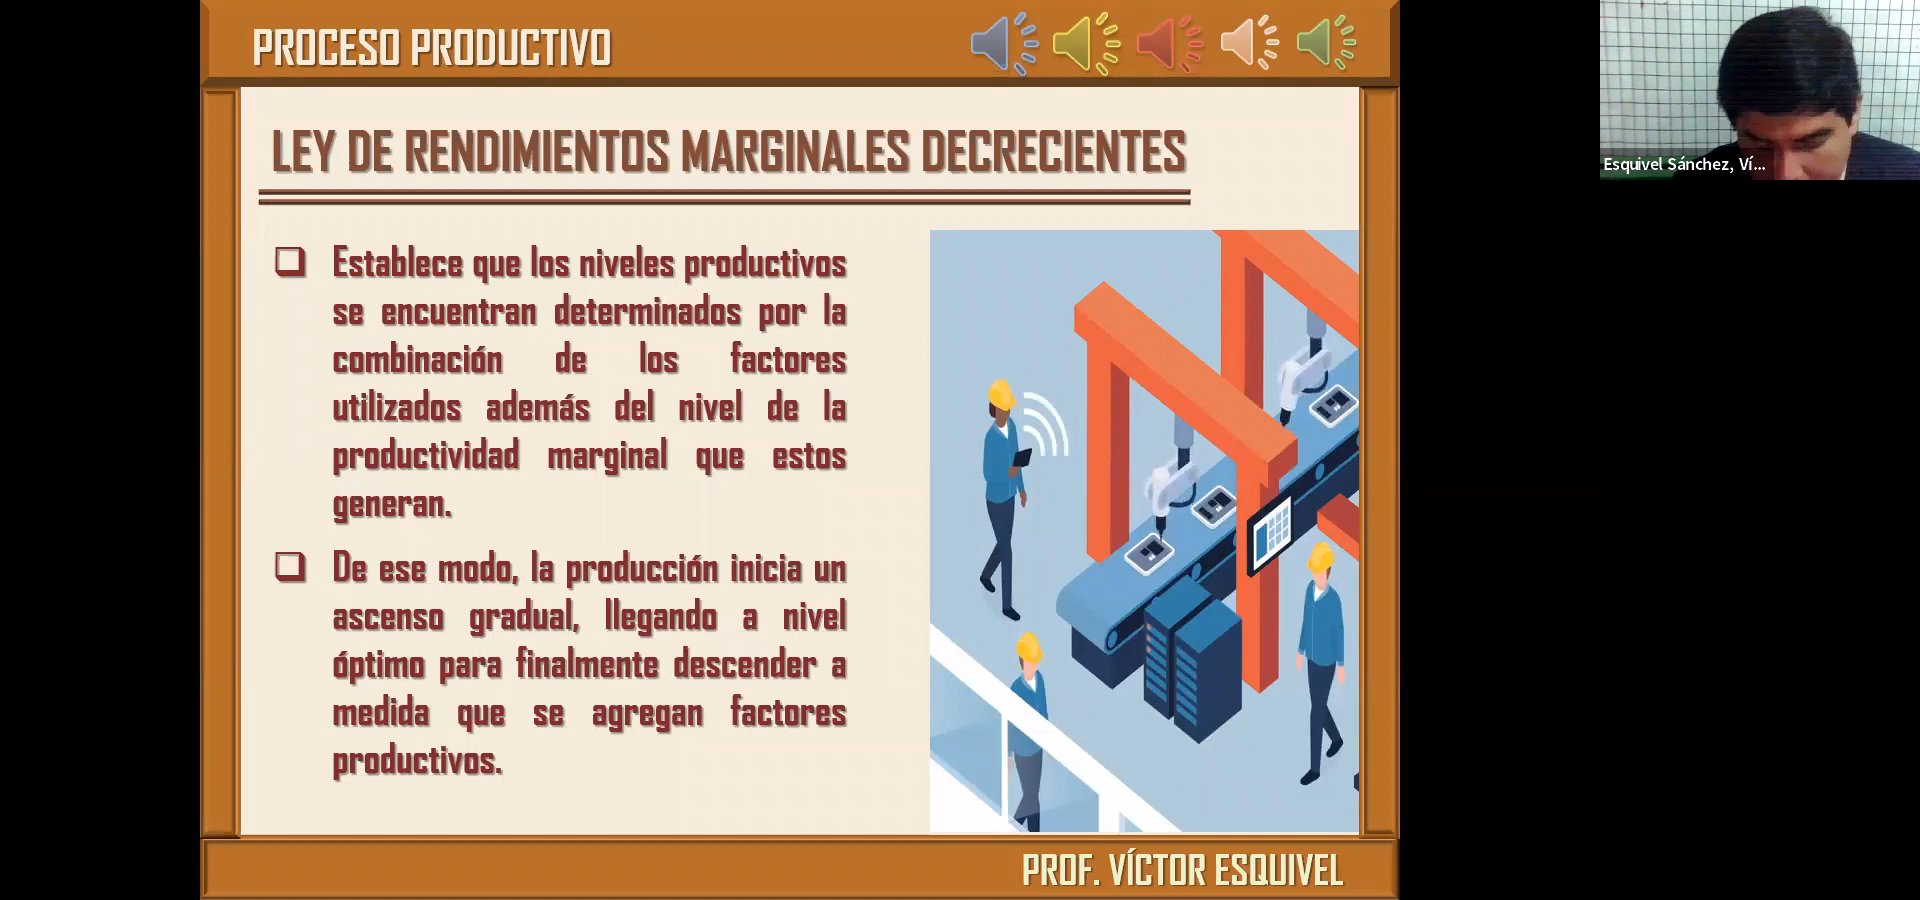 PROCESO PRODUCTIVO
LEY DE RENDIMIENTOS MARGINALES DECRECIENTES
Establece que los niveles productivos
se encuentran determinados por la
combinación de los factores
utilizados además del nivel de la
productividad marginal que estos
generan.
De ese modo, la producción inicia un
ascenso gradual, llegando a nivel
óptimo para finalmente descender a
medida que se agregan factores
productivos.
PROF. VÍCTOR ESQUIVEL
Esquivel Sánchez, Ví...